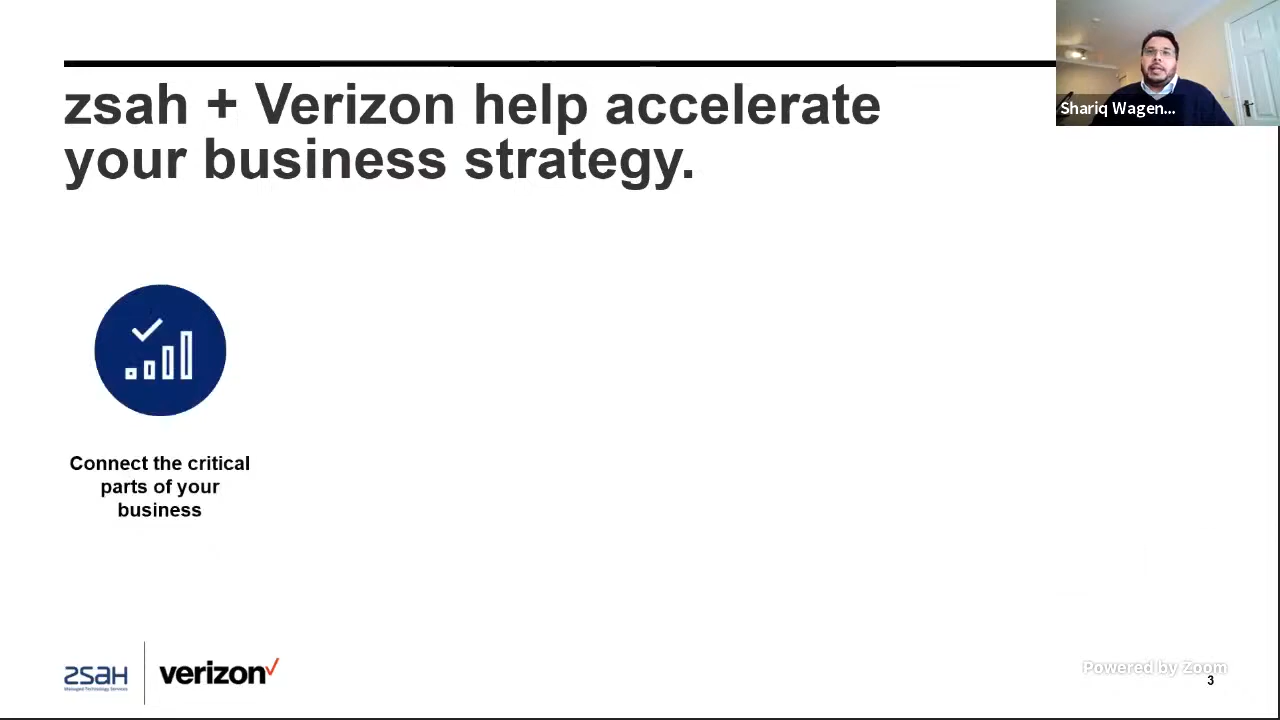 zsah + Verizon help accelerate
your business strategy.
Shariq Wagen...
Connect the critical
parts of your
business
zsah
Managed Technology Services
verizon
Powered by Zoom
3